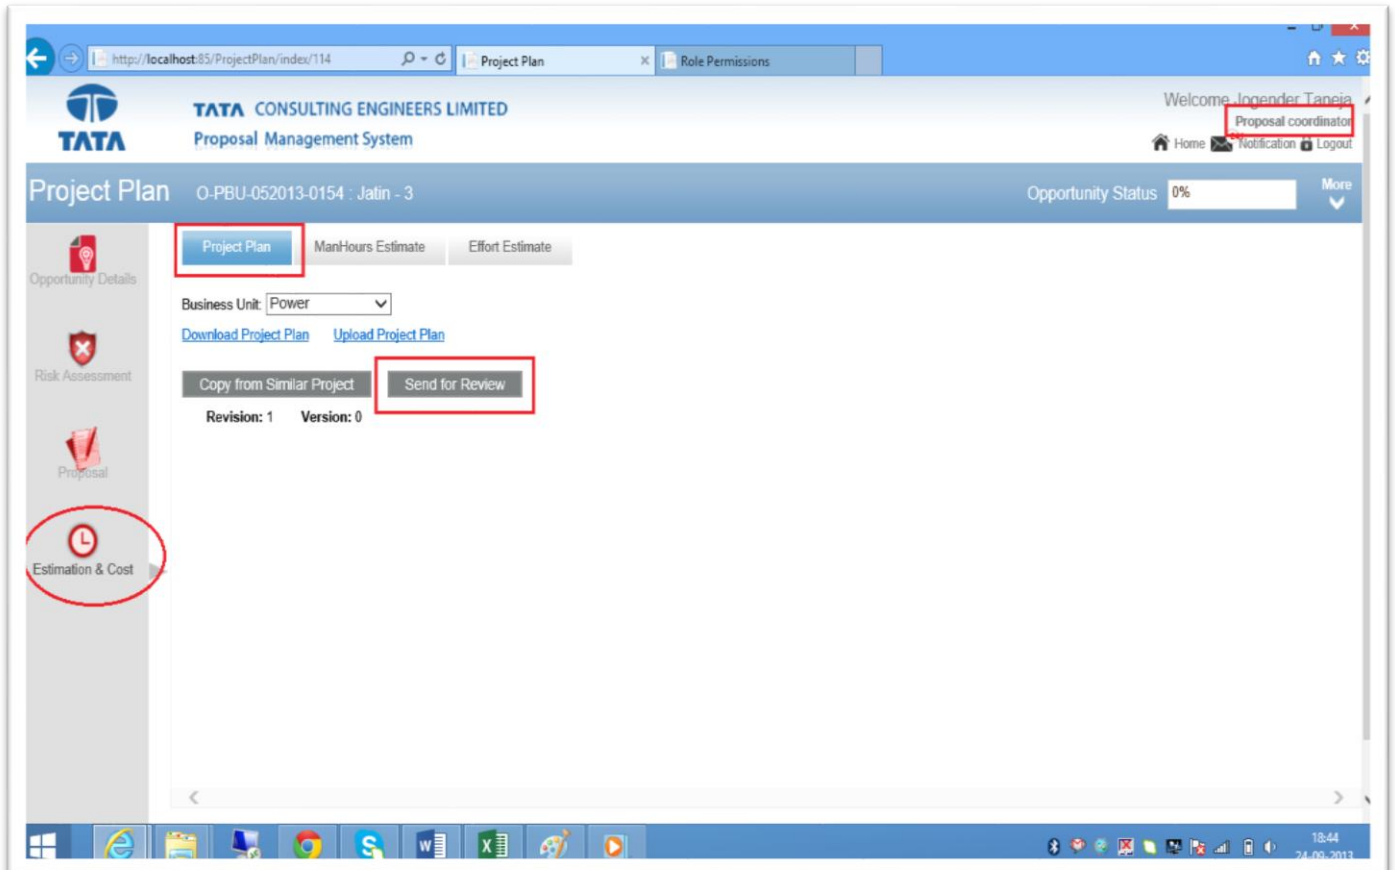 http://localhost:85/ProjectPlan/index/114
Project Plan
Role Permissions
TATA
TATA CONSULTING ENGINEERS LIMITED
Proposal Management System
Welcome Jogender Taneja
Proposal coordinator
Home Notification Logout
Project Plan O-PBU-052013-0154 : Jatin - 3
Opportunity Status 0% More
Opportunity Details
Risk Assessment
Proposal
Estimation & Cost
Project Plan ManHours Estimate Effort Estimate
Business Unit: Power
Download Project Plan Upload Project Plan
Copy from Similar Project Send for Review
Revision: 1 Version: 0
18:44
24-09-2013